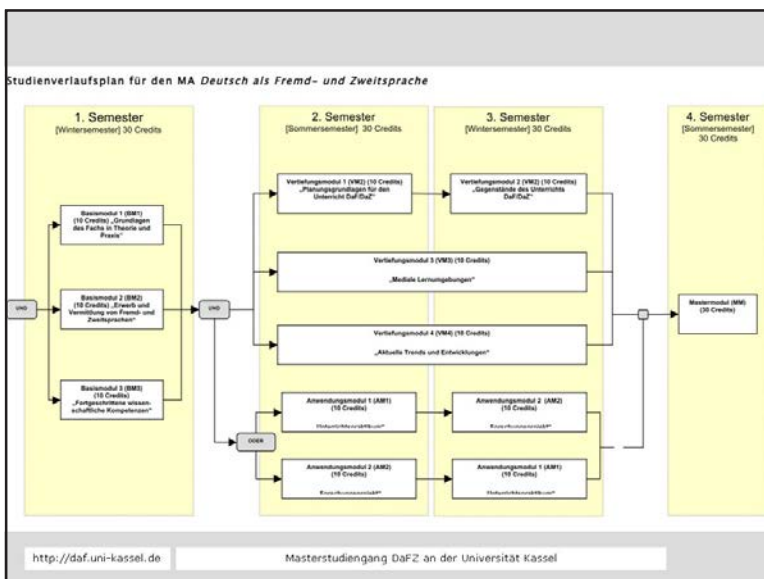 Studienverlaufsplan für den MA Deutsch als Fremd- und Zweitsprache
1. Semester
[Wintersemester] 30 Credits
2. Semester
[Sommersemester] 30 Credits
3. Semester
[Wintersemester] 30 Credits
4. Semester
[Sommersemester]
30 Credits
Vertiefungsmodul 1 (VM2) (10 Credits)
„Planungsgrundlagen für den
Unterricht DaF/DaZ"
Vertiefungsmodul 2 (VM2) (10 Credits)
„Gegenstände des Unterrichts
DaF/DaZ"
Basismodul 1 (BM1)
(10 Credits) „Grundlagen
des Fachs in Theorie und
Praxis"
Vertiefungsmodul 3 (VM3) (10 Credits)
„Mediale Lernumgebungen"
UND
Basismodul 2 (BM2)
(10 Credits) „Erwerb und
Vermittlung von Fremd- und
Zweitsprachen"
UND
Mastermodul (MM)
(30 Credits)
Vertiefungsmodul 4 (VM4) (10 Credits)
„Aktuelle Trends und Entwicklungen"
Basismodul 3 (BM3)
(10 Credits)
„Fortgeschrittene wissen-
schaftliche Kompetenzen"
Anwendungsmodul 1 (AM1)
(10 Credits)
Anwendungsmodul 2 (AM2)
(10 Credits)
ODER
Anwendungsmodul 2 (AM2)
(10 Credits)
Anwendungsmodul 1 (AM1)
(10 Credits)
http://daf.uni-kassel.de
Masterstudiengang DaFZ an der Universität Kassel